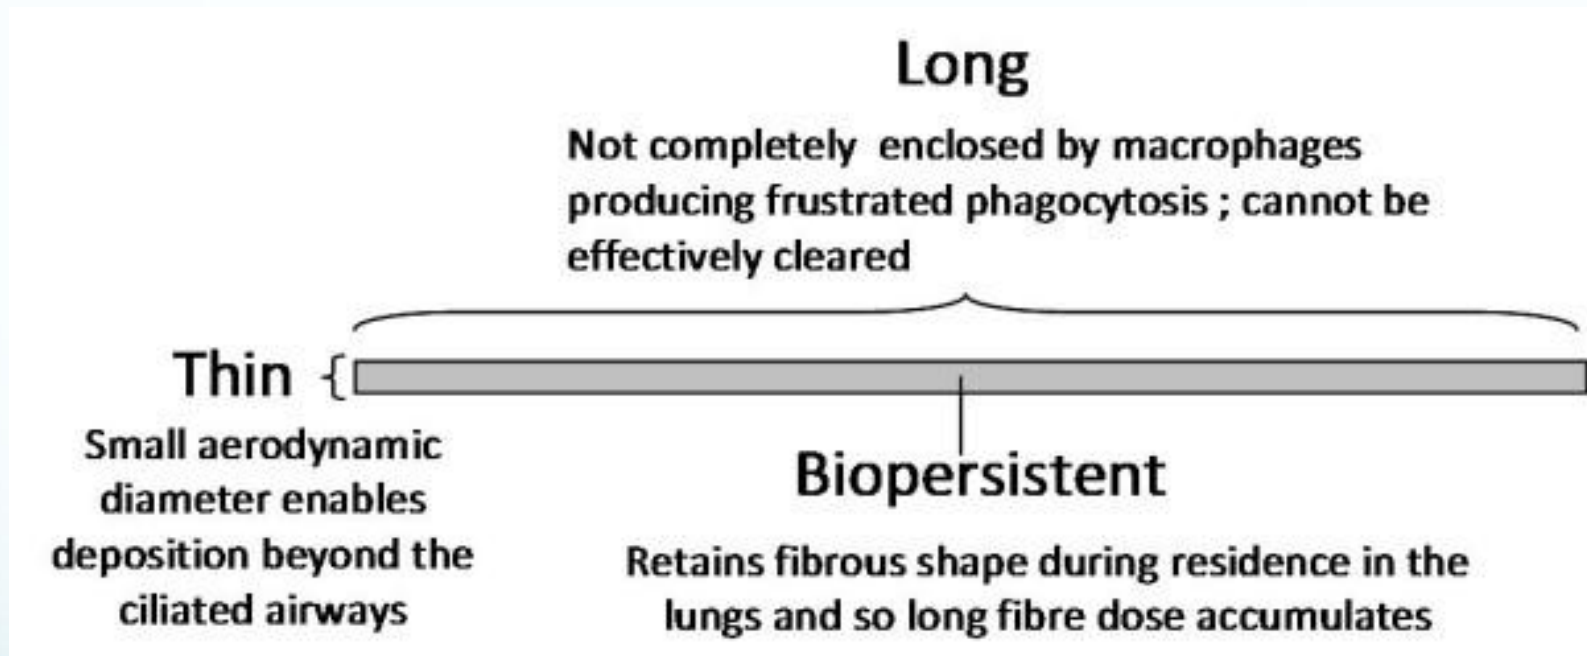 Long
Not completely enclosed by macrophages
producing frustrated phagocytosis ; cannot be
effectively cleared
Thin
Small aerodynamic
diameter enables
deposition beyond the
ciliated airways
Biopersistent
Retains fibrous shape during residence in the
lungs and so long fibre dose accumulates